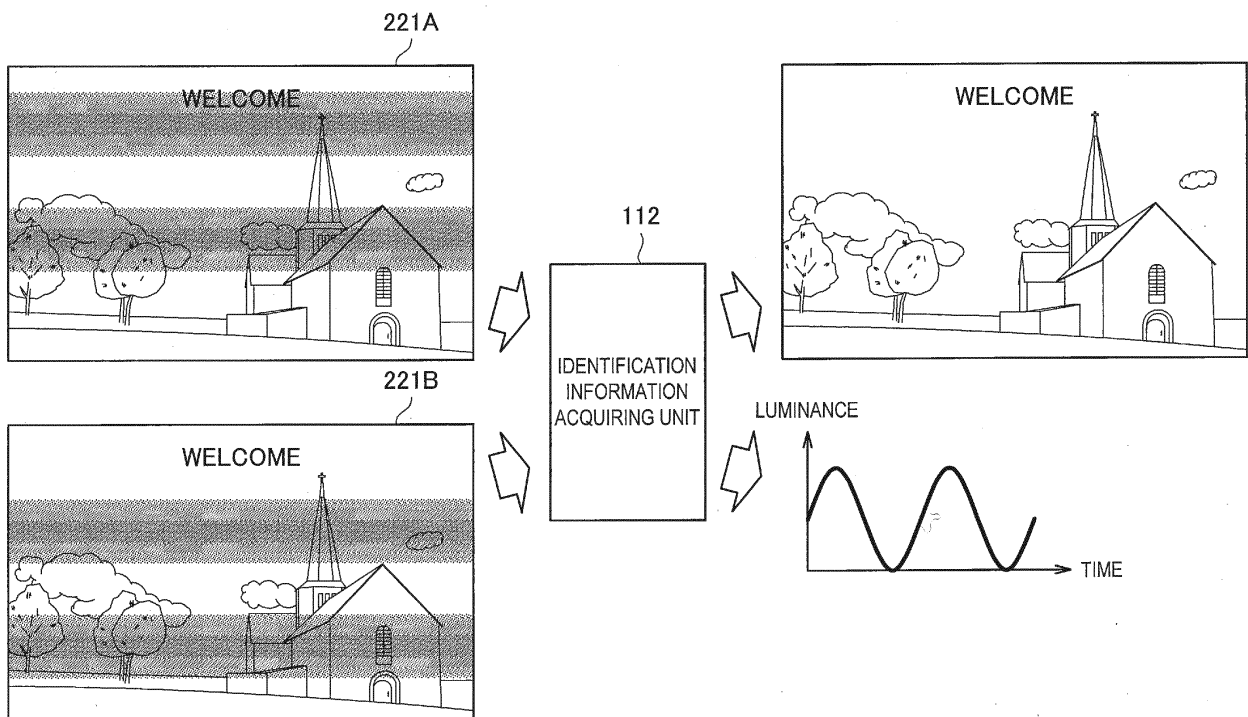 221A
WELCOME
WELCOME
112
IDENTIFICATION
INFORMATION
ACQUIRING UNIT
221B
WELCOME
LUMINANCE
TIME